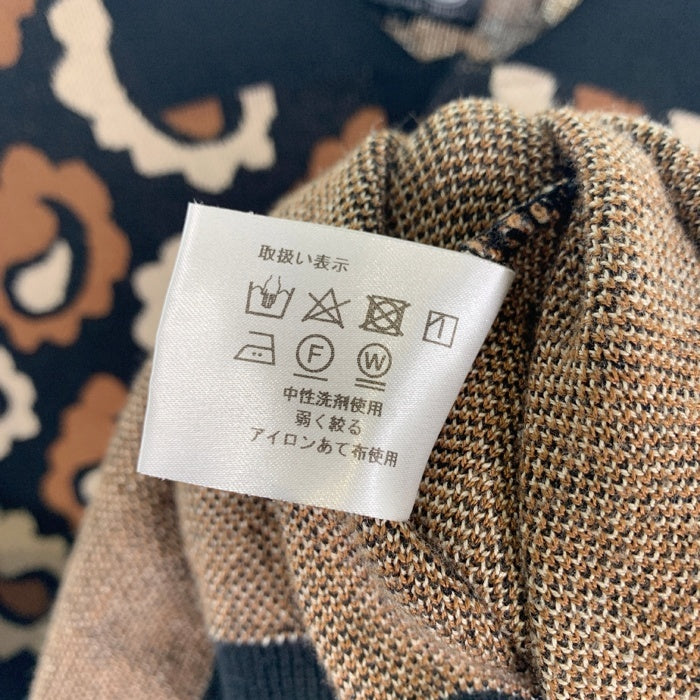 取扱い表示
F W
中性洗剤使用
弱く絞る
アイロンあて布使用